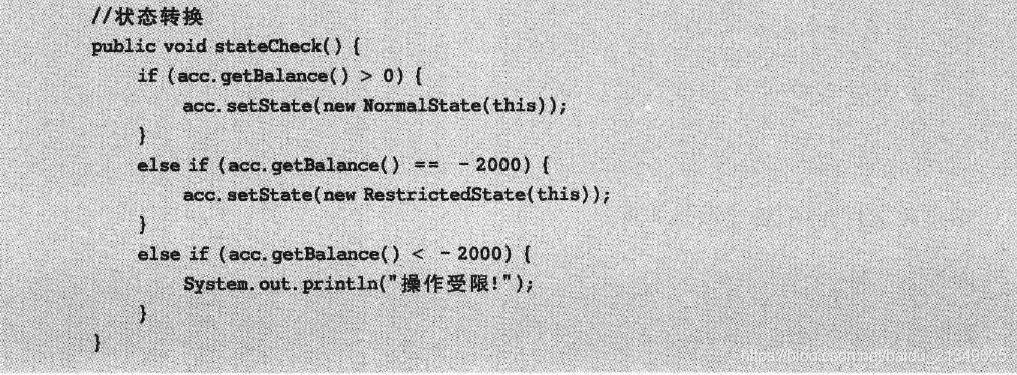 //状态转换
public void stateCheck() {
    if (acc.getBalance() > 0) {
        acc.setState(new NormalState(this));
    }
    else if (acc.getBalance() == -2000) {
        acc.setState(new RestrictedState(this));
    }
    else if (acc.getBalance() < -2000) {
        System.out.println("操作受限!");
    }
}
https://blog.csdn.net/baidu_21949635